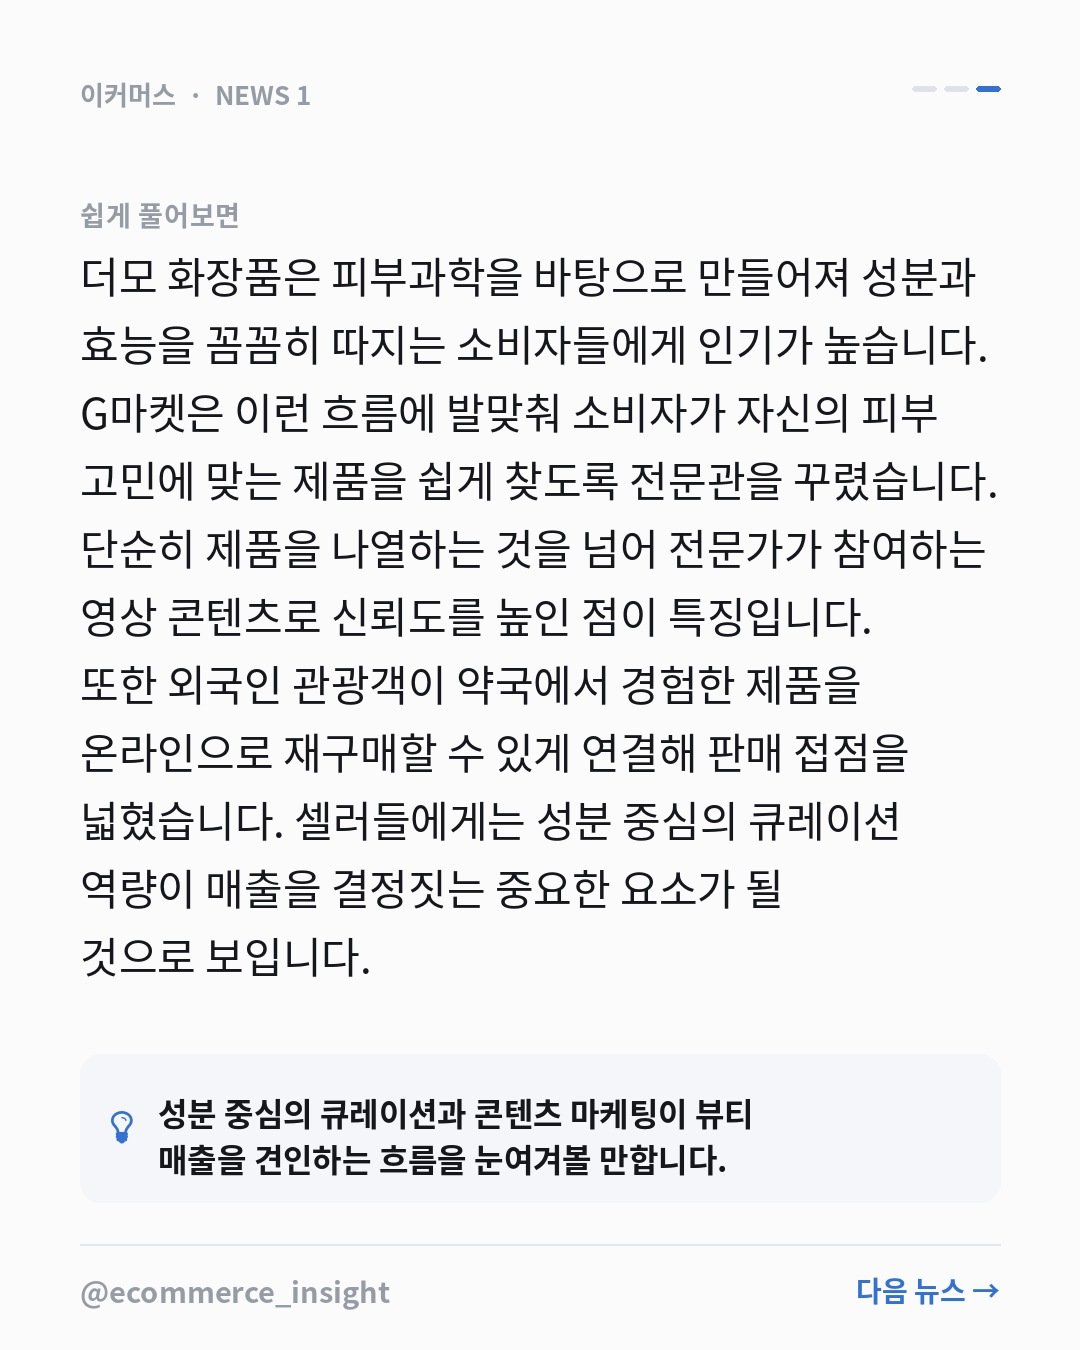 이커머스 · NEWS 1
쉽게 풀어보면
더모 화장품은 피부과학을 바탕으로 만들어져 성분과
효능을 꼼꼼히 따지는 소비자들에게 인기가 높습니다.
G마켓은 이런 흐름에 발맞춰 소비자가 자신의 피부
고민에 맞는 제품을 쉽게 찾도록 전문관을 꾸렸습니다.
단순히 제품을 나열하는 것을 넘어 전문가가 참여하는
영상 콘텐츠로 신뢰도를 높인 점이 특징입니다.
또한 외국인 관광객이 약국에서 경험한 제품을
온라인으로 재구매할 수 있게 연결해 판매 접점을
넓혔습니다. 셀러들에게는 성분 중심의 큐레이션
역량이 매출을 결정짓는 중요한 요소가 될
것으로 보입니다.
성분 중심의 큐레이션과 콘텐츠 마케팅이 뷰티
매출을 견인하는 흐름을 눈여겨볼 만합니다.
@ecommerce_insight
다음 뉴스 →